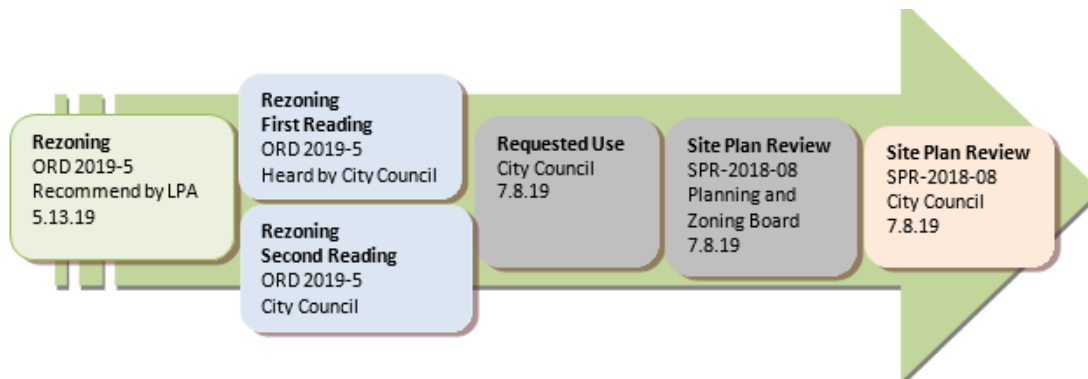 Rezoning
ORD 2019-5
Recommend by LPA
5.13.19
Rezoning
First Reading
ORD 2019-5
Heard by City Council
Rezoning
Second Reading
ORD 2019-5
City Council
Requested Use
City Council
7.8.19
Site Plan Review
SPR-2018-08
Planning and
Zoning Board
7.8.19
Site Plan Review
SPR-2018-08
City Council
7.8.19